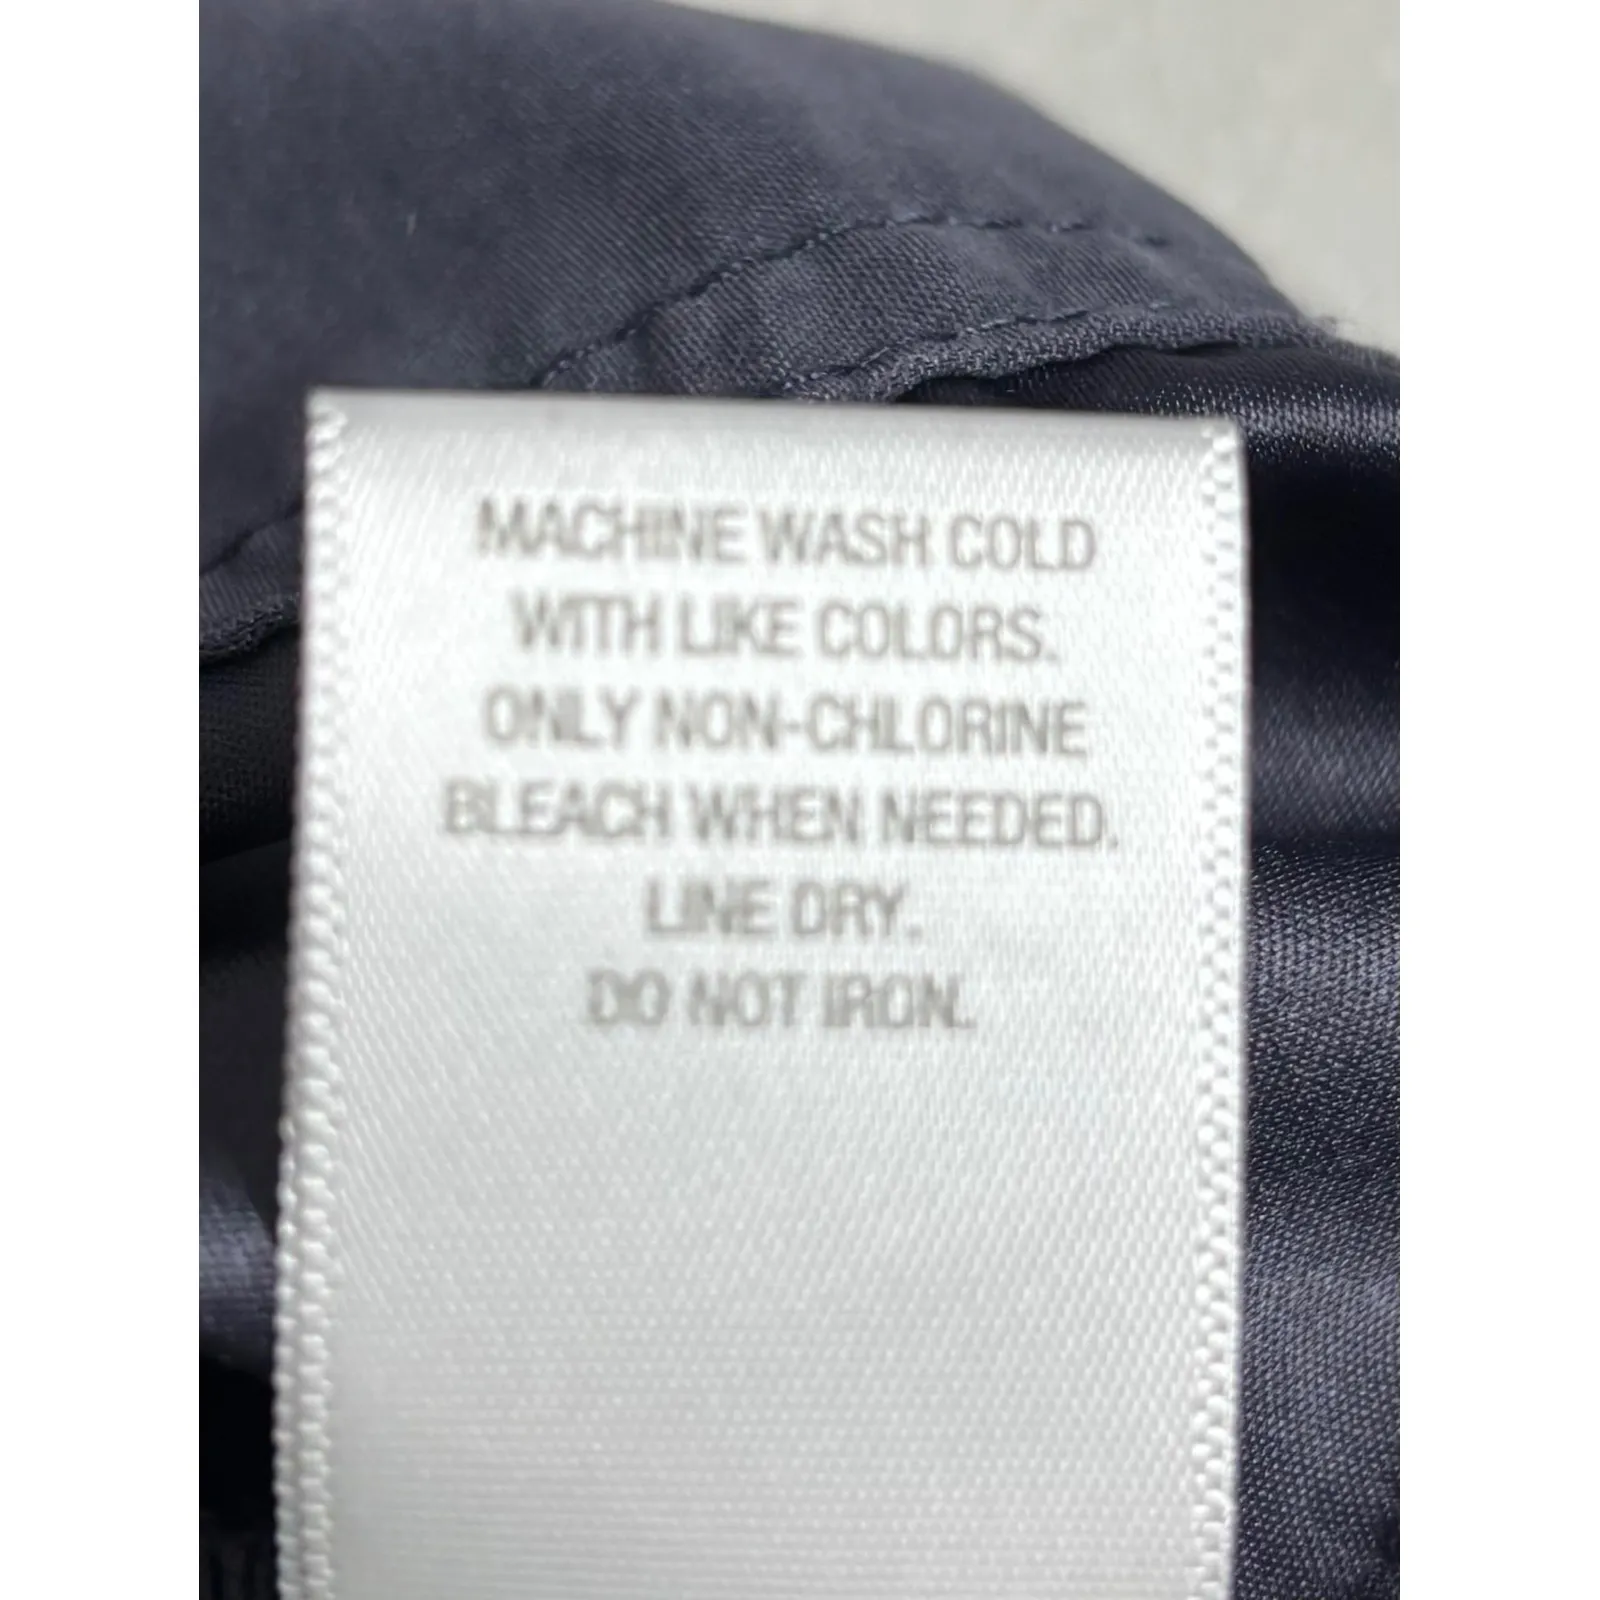 MACHINE WASH COLD
WITH LIKE COLORS.
ONLY NON-CHLORINE
BLEACH WHEN NEEDED.
LINE DRY.
DO NOT IRON.